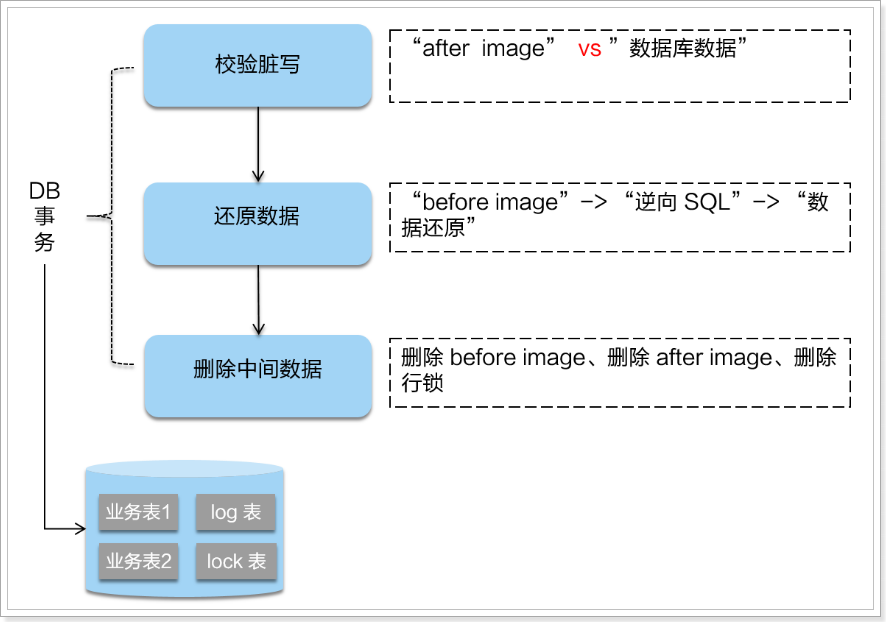 校验脏写
“after image” vs ”数据库数据”
DB
事
务
还原数据
“before image”–> “逆向 SQL”–> “数
据还原”
删除中间数据
删除 before image、删除 after image、删除
行锁
业务表1
log 表
业务表2
lock 表